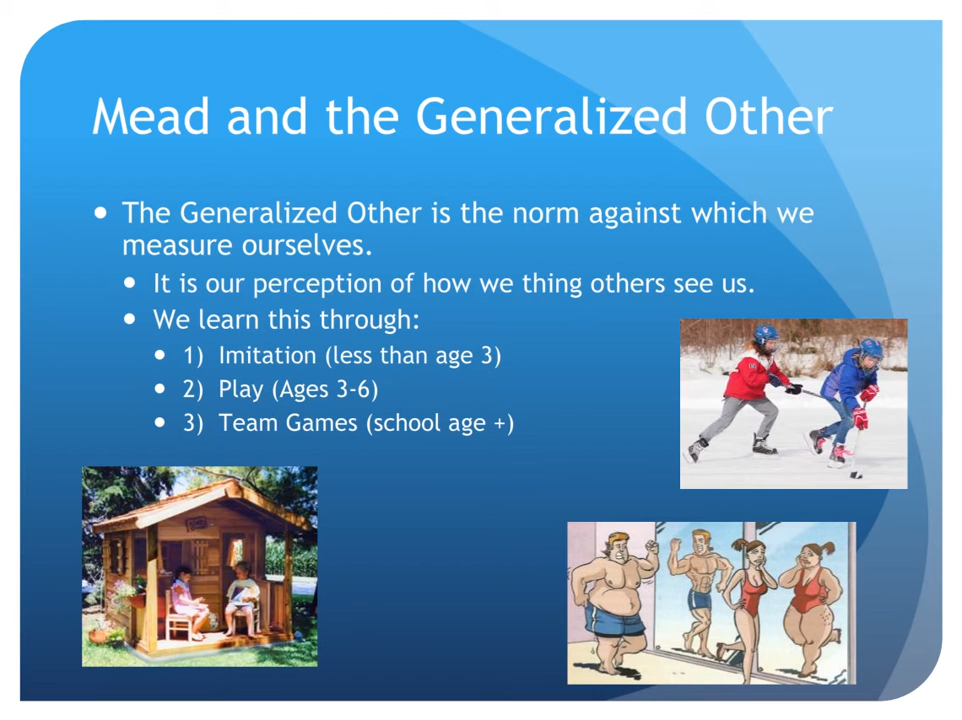 Mead and the Generalized Other
• The Generalized Other is the norm against which we
measure ourselves.
• It is our perception of how we thing others see us.
• We learn this through:
• 1) Imitation (less than age 3)
• 2) Play (Ages 3-6)
• 3) Team Games (school age +)